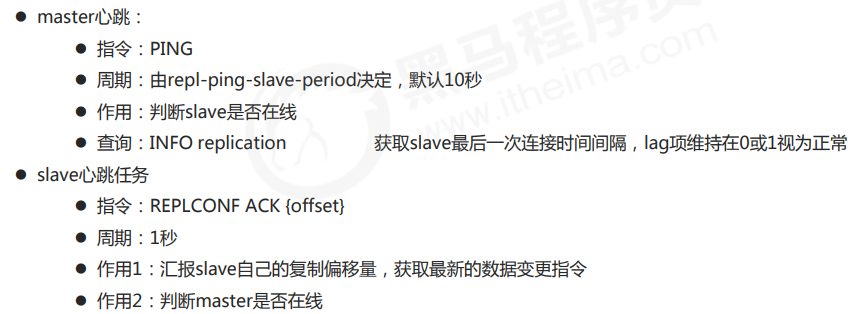 ● master心跳：
● 指令：PING
● 周期：由repl-ping-slave-period决定，默认10秒
● 作用：判断slave是否在线
● 查询：INFO replication 获取slave最后一次连接时间间隔，lag项维持在0或1视为正常
● slave心跳任务
● 指令：REPLCONF ACK {offset}
● 周期：1秒
● 作用1：汇报slave自己的复制偏移量，获取最新的数据变更指令
● 作用2：判断master是否在线
黑马程序员
www.itheima.com